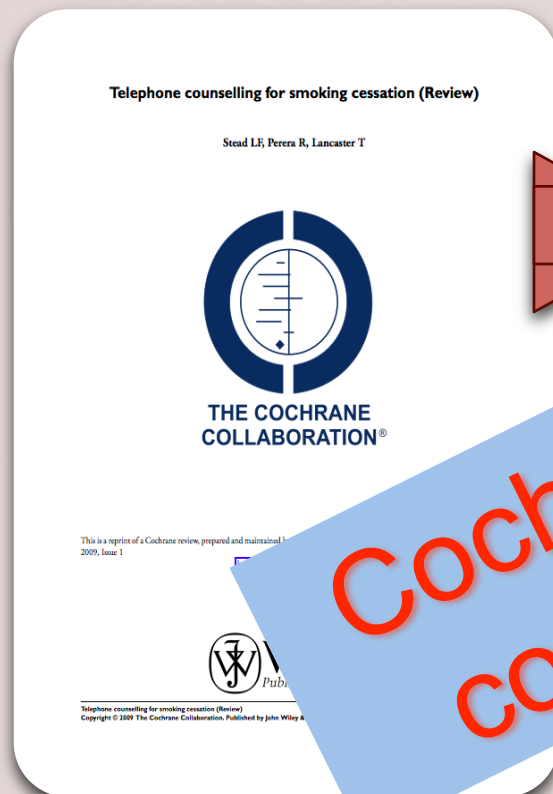 Telephone counselling for smoking cessation (Review)
Stead LF, Perera R, Lancaster T
THE COCHRANE
COLLABORATION®
This is a reprint of a Cochrane review, prepared and maintained
2009, Issue 1
Telephone counselling for smoking cessation (Review)
Copyright © 2009 The Cochrane Collaboration. Published by John Wiley &
Coch
co